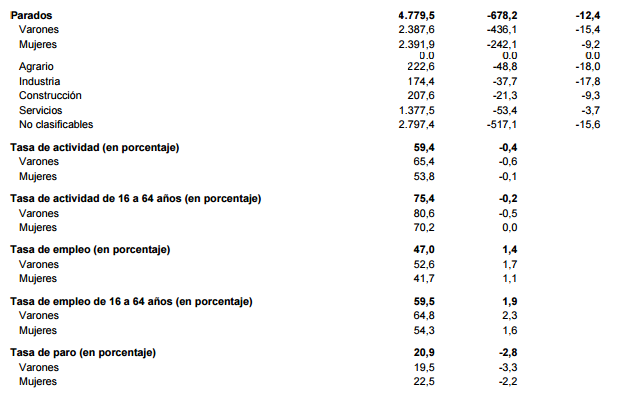 Parados 4.779,5 -678,2 -12,4
Varones 2.387,6 -436,1 -15,4
Mujeres 2.391,9 -242,1 -9,2
0.0 0.0 0.0
Agrario 222,6 -48,8 -18,0
Industria 174,4 -37,7 -17,8
Construcción 207,6 -21,3 -9,3
Servicios 1.377,5 -53,4 -3,7
No clasificables 2.797,4 -517,1 -15,6
Tasa de actividad (en porcentaje) 59,4 -0,4
Varones 65,4 -0,6
Mujeres 53,8 -0,1
Tasa de actividad de 16 a 64 años (en porcentaje) 75,4 -0,2
Varones 80,6 -0,5
Mujeres 70,2 0,0
Tasa de empleo (en porcentaje) 47,0 1,4
Varones 52,6 1,7
Mujeres 41,7 1,1
Tasa de empleo de 16 a 64 años (en porcentaje) 59,5 1,9
Varones 64,8 2,3
Mujeres 54,3 1,6
Tasa de paro (en porcentaje) 20,9 -2,8
Varones 19,5 -3,3
Mujeres 22,5 -2,2